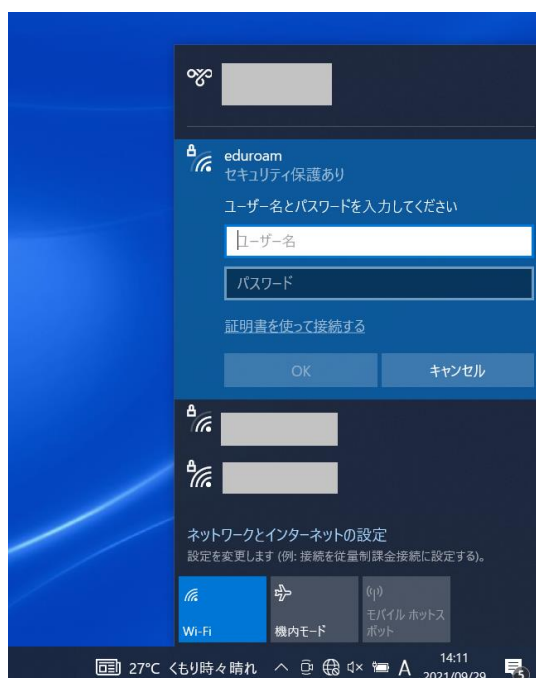 eduroam
セキュリティ保護あり
ユーザー名とパスワードを入力してください
ユーザー名
パスワード
証明書を使って接続する
OK キャンセル
ネットワークとインターネットの設定
設定を変更します (例: 接続を従量制課金接続に設定する)。
Wi-Fi
機内モード
モバイル ホットス
ポット
27°C くもり時々晴れ
A
14:11
2021/09/29
5